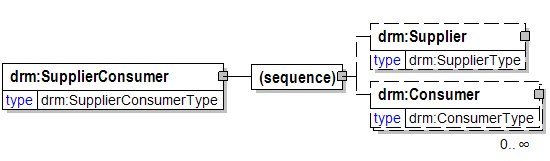 drm:SupplierConsumer
type drm:SupplierConsumerType
(sequence)
drm:Supplier
type drm:SupplierType
drm:Consumer
type drm:ConsumerType
0.. ∞